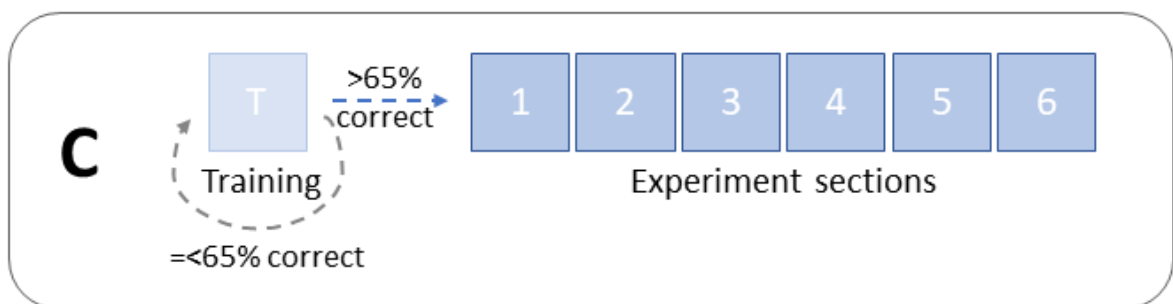 C
T
Training
>65%
correct
=<65% correct
1 2 3 4 5 6
Experiment sections